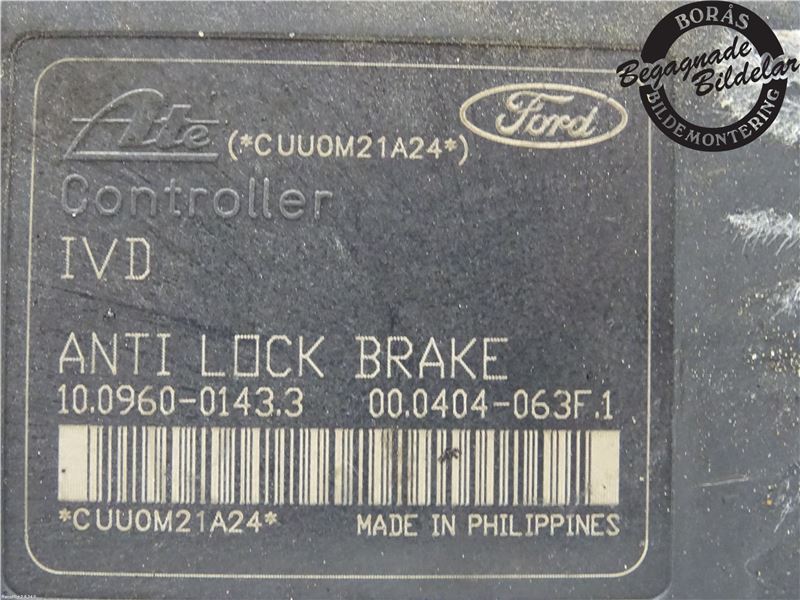 BORÅS
Begagnade
Bildelar
BILDEMONTERING
Ate
Ford
(*CUU0M21A24*)
Controller
IVD
ANTI LOCK BRAKE
10.0960-0143.3 00.0404-063F.1
*CUU0M21A24* MADE IN PHILIPPINES